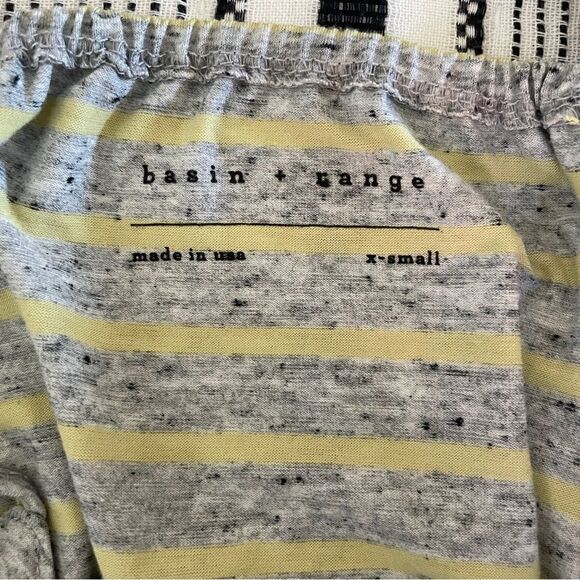 basin + range
made in usa x-small